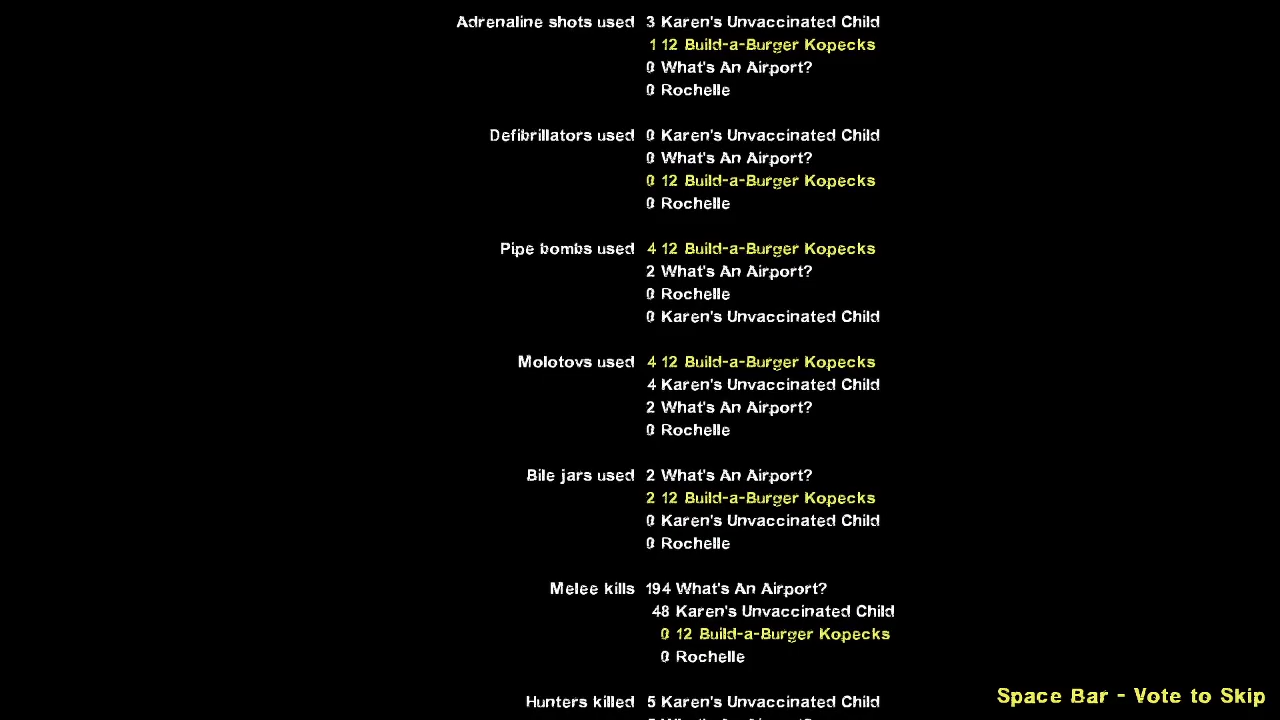 Adrenaline shots used 3 Karen's Unvaccinated Child
1 12 Build-a-Burger Kopecks
0 What's An Airport?
0 Rochelle
Defibrillators used 0 Karen's Unvaccinated Child
0 What's An Airport?
0 12 Build-a-Burger Kopecks
0 Rochelle
Pipe bombs used 4 12 Build-a-Burger Kopecks
2 What's An Airport?
0 Rochelle
0 Karen's Unvaccinated Child
Molotovs used 4 12 Build-a-Burger Kopecks
4 Karen's Unvaccinated Child
2 What's An Airport?
0 Rochelle
Bile jars used 2 What's An Airport?
2 12 Build-a-Burger Kopecks
0 Karen's Unvaccinated Child
0 Rochelle
Melee kills 194 What's An Airport?
48 Karen's Unvaccinated Child
0 12 Build-a-Burger Kopecks
0 Rochelle
Hunters killed 5 Karen's Unvaccinated Child
Space Bar - Vote to Skip